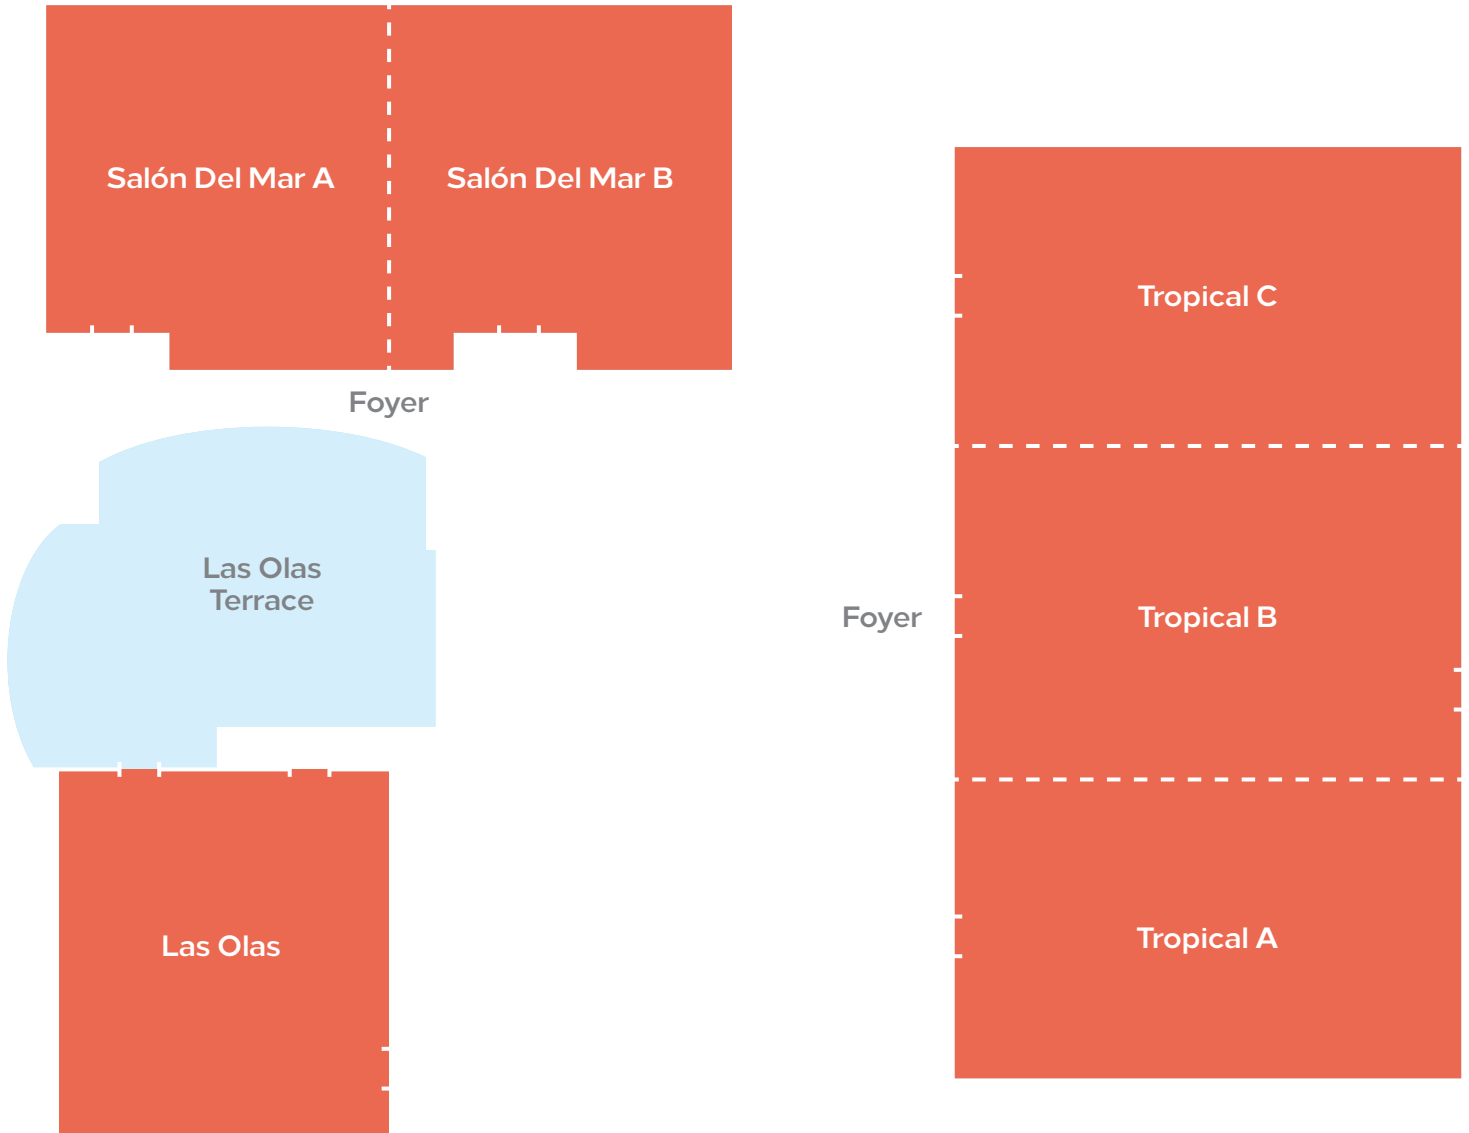 Salón Del Mar A
Salón Del Mar B
Foyer
Las Olas
Terrace
Las Olas
Foyer
Tropical C
Tropical B
Tropical A